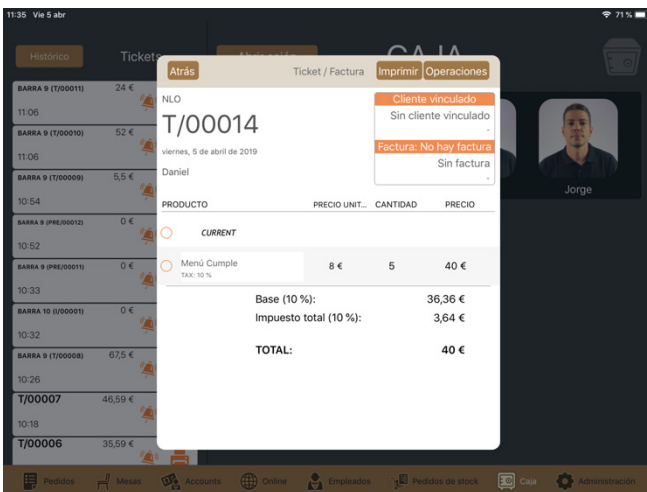 11:35 Vie 5 abr
71 %
Histórico
Tickets
CAJA
Atrás
Ticket / Factura
Imprimir
Operaciones
BARRA 9 (T/00011) 24 €
11:06
BARRA 9 (T/00010) 52 €
11:06
BARRA 9 (T/00009) 5,5 €
10:54
BARRA 9 (PRE/00012) 0 €
10:52
BARRA 9 (PRE/00011) 0 €
10:33
BARRA 10 (I/00001) 0 €
10:32
BARRA 9 (T/00008) 67,5 €
10:26
T/00007 46,59 €
10:18
T/00006 35,59 €
NLO
T/00014
viernes, 5 de abril de 2019
Daniel
Cliente vinculado
Sin cliente vinculado
-
Factura: No hay factura
Sin factura
-
PRODUCTO PRECIO UNIT... CANTIDAD PRECIO
CURRENT
Menú Cumple 8 € 5 40 €
TAX: 10 %
Base (10 %): 36,36 €
Impuesto total (10 %): 3,64 €
TOTAL: 40 €
Jorge
Pedidos Mesas Accounts Online Empleados Pedidos de stock Caja Administración